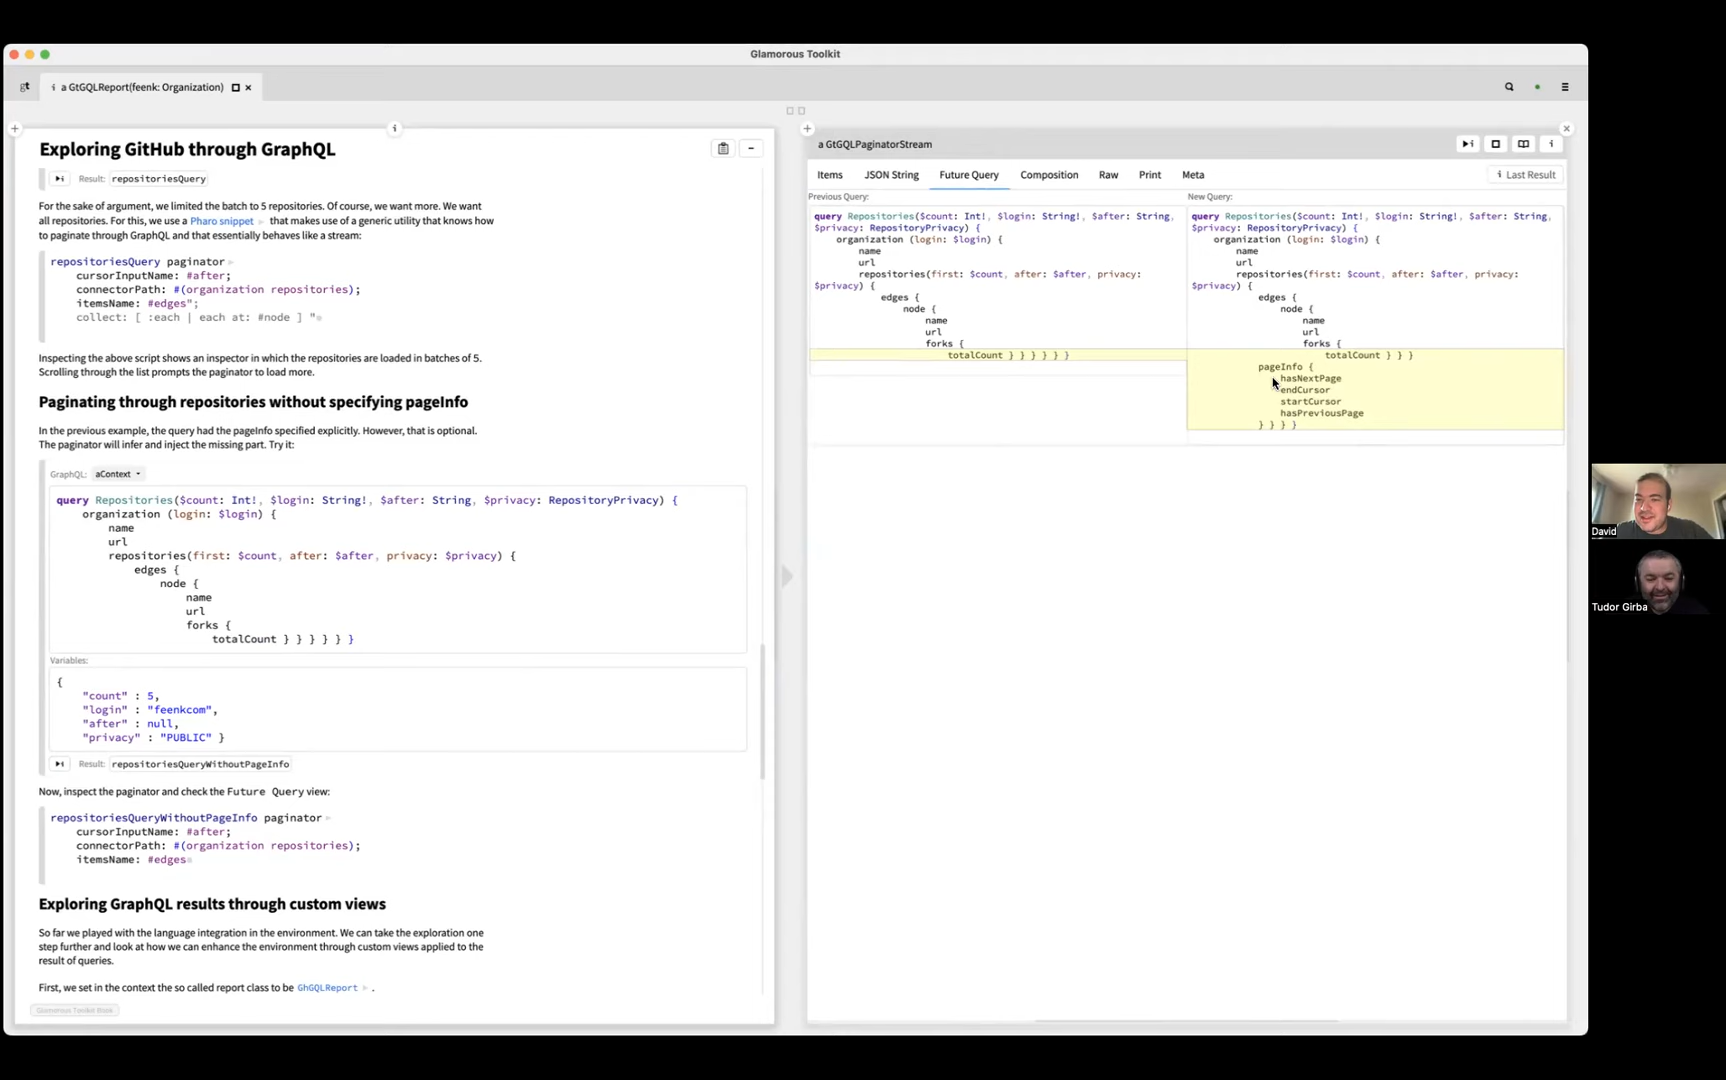 Glamorous Toolkit
gt
i a GtGQLReport(feenk: Organization)
Exploring GitHub through GraphQL
Result: repositoriesQuery
For the sake of argument, we limited the batch to 5 repositories. Of course, we want more. We want
all repositories. For this, we use a Pharo snippet that makes use of a generic utility that knows how
to paginate through GraphQL and that essentially behaves like a stream:
repositoriesQuery paginator
cursorInputName: #after;
connectorPath: #(organization repositories);
itemsName: #edges";
collect: [ :each | each at: #node ] "
Inspecting the above script shows an inspector in which the repositories are loaded in batches of 5.
Scrolling through the list prompts the paginator to load more.
Paginating through repositories without specifying pageInfo
In the previous example, the query had the pageInfo specified explicitly. However, that is optional.
The paginator will infer and inject the missing part. Try it:
GraphQL: aContext
query Repositories($count: Int!, $login: String!, $after: String, $privacy: RepositoryPrivacy) {
organization (login: $login) {
name
url
repositories(first: $count, after: $after, privacy: $privacy) {
edges {
node {
name
url
forks {
totalCount } } } } } }
Variables:
{
"count" : 5,
"login" : "feenkcom",
"after" : null,
"privacy" : "PUBLIC" }
Result: repositoriesQueryWithoutPageInfo
Now, inspect the paginator and check the Future Query view:
repositoriesQueryWithoutPageInfo paginator
cursorInputName: #after;
connectorPath: #(organization repositories);
itemsName: #edges
Exploring GraphQL results through custom views
So far we played with the language integration in the environment. We can take the exploration one
step further and look at how we can enhance the environment through custom views applied to the
result of queries.
First, we set in the context the so called report class to be GhGQLReport .
Glamorous Toolkit Book
a GtGQLPaginatorStream
Items JSON String Future Query Composition Raw Print Meta
i Last Result
Previous Query:
query Repositories($count: Int!, $login: String!, $after: String,
$privacy: RepositoryPrivacy) {
organization (login: $login) {
name
url
repositories(first: $count, after: $after, privacy:
$privacy) {
edges {
node {
name
url
forks {
totalCount } } } } } }
New Query:
query Repositories($count: Int!, $login: String!, $after: String,
$privacy: RepositoryPrivacy) {
organization (login: $login) {
name
url
repositories(first: $count, after: $after, privacy:
$privacy) {
edges {
node {
name
url
forks {
totalCount } } }
pageInfo {
hasNextPage
endCursor
startCursor
hasPreviousPage
} } } }
David
Tudor Girba